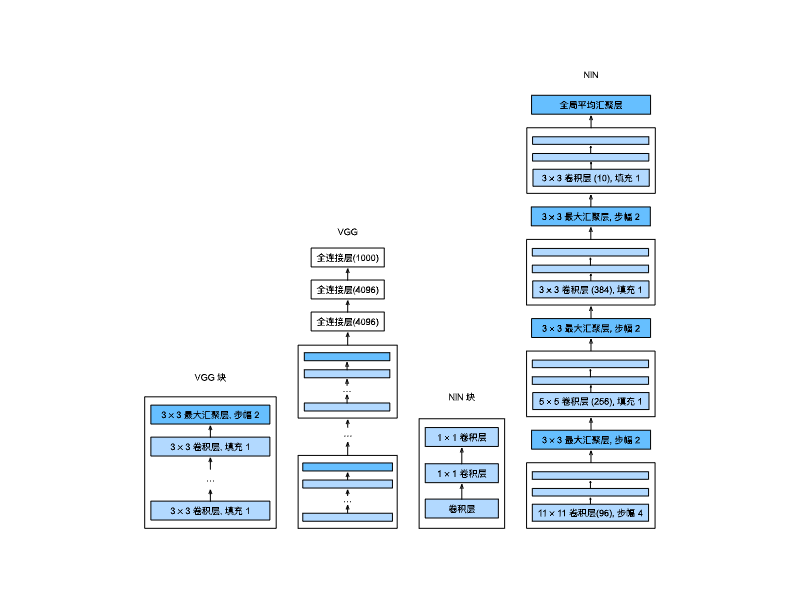 VGG 块
3 × 3 最大汇聚层, 步幅 2
3 × 3 卷积层, 填充 1
...
3 × 3 卷积层, 填充 1
VGG
全连接层(1000)
全连接层(4096)
全连接层(4096)
...
...
...
NiN 块
1 × 1 卷积层
1 × 1 卷积层
卷积层
NiN
全局平均汇聚层
3 × 3 卷积层 (10), 填充 1
3 × 3 最大汇聚层, 步幅 2
3 × 3 卷积层 (384), 填充 1
3 × 3 最大汇聚层, 步幅 2
5 × 5 卷积层 (256), 填充 1
3 × 3 最大汇聚层, 步幅 2
11 × 11 卷积层(96), 步幅 4